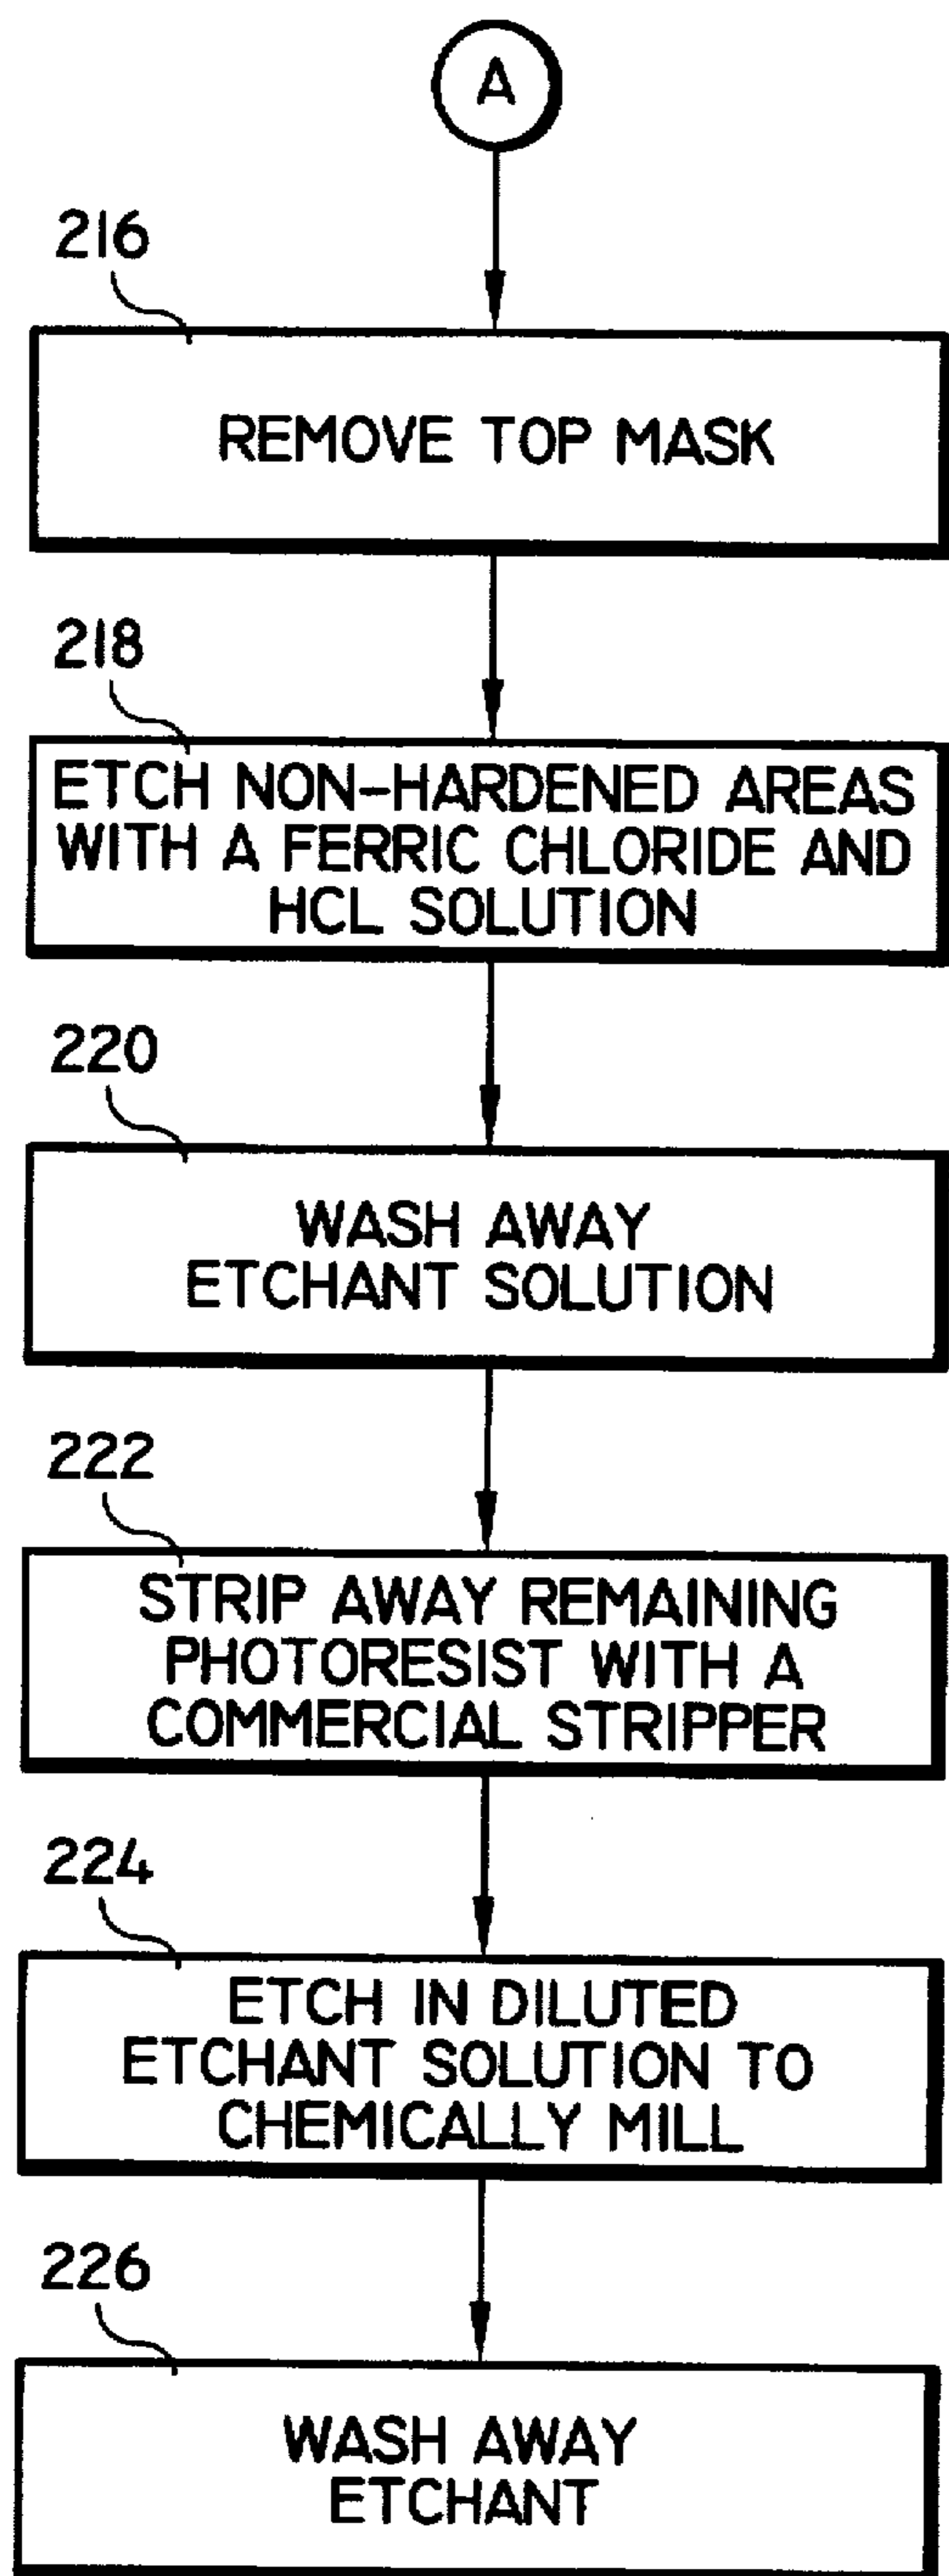 A
216
REMOVE TOP MASK
218
ETCH NON-HARDENED AREAS
WITH A FERRIC CHLORIDE AND
HCL SOLUTION
220
WASH AWAY
ETCHANT SOLUTION
222
STRIP AWAY REMAINING
PHOTORESIST WITH A
COMMERCIAL STRIPPER
224
ETCH IN DILUTED
ETCHANT SOLUTION TO
CHEMICALLY MILL
226
WASH AWAY
ETCHANT